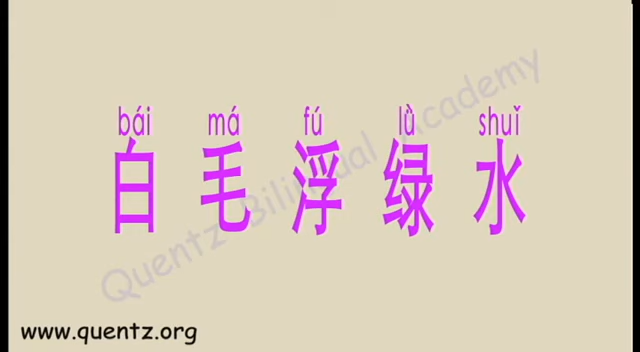 bái má fú lǜ shuǐ
白毛浮绿水
Quentz Bilingual Academy
www.quentz.org